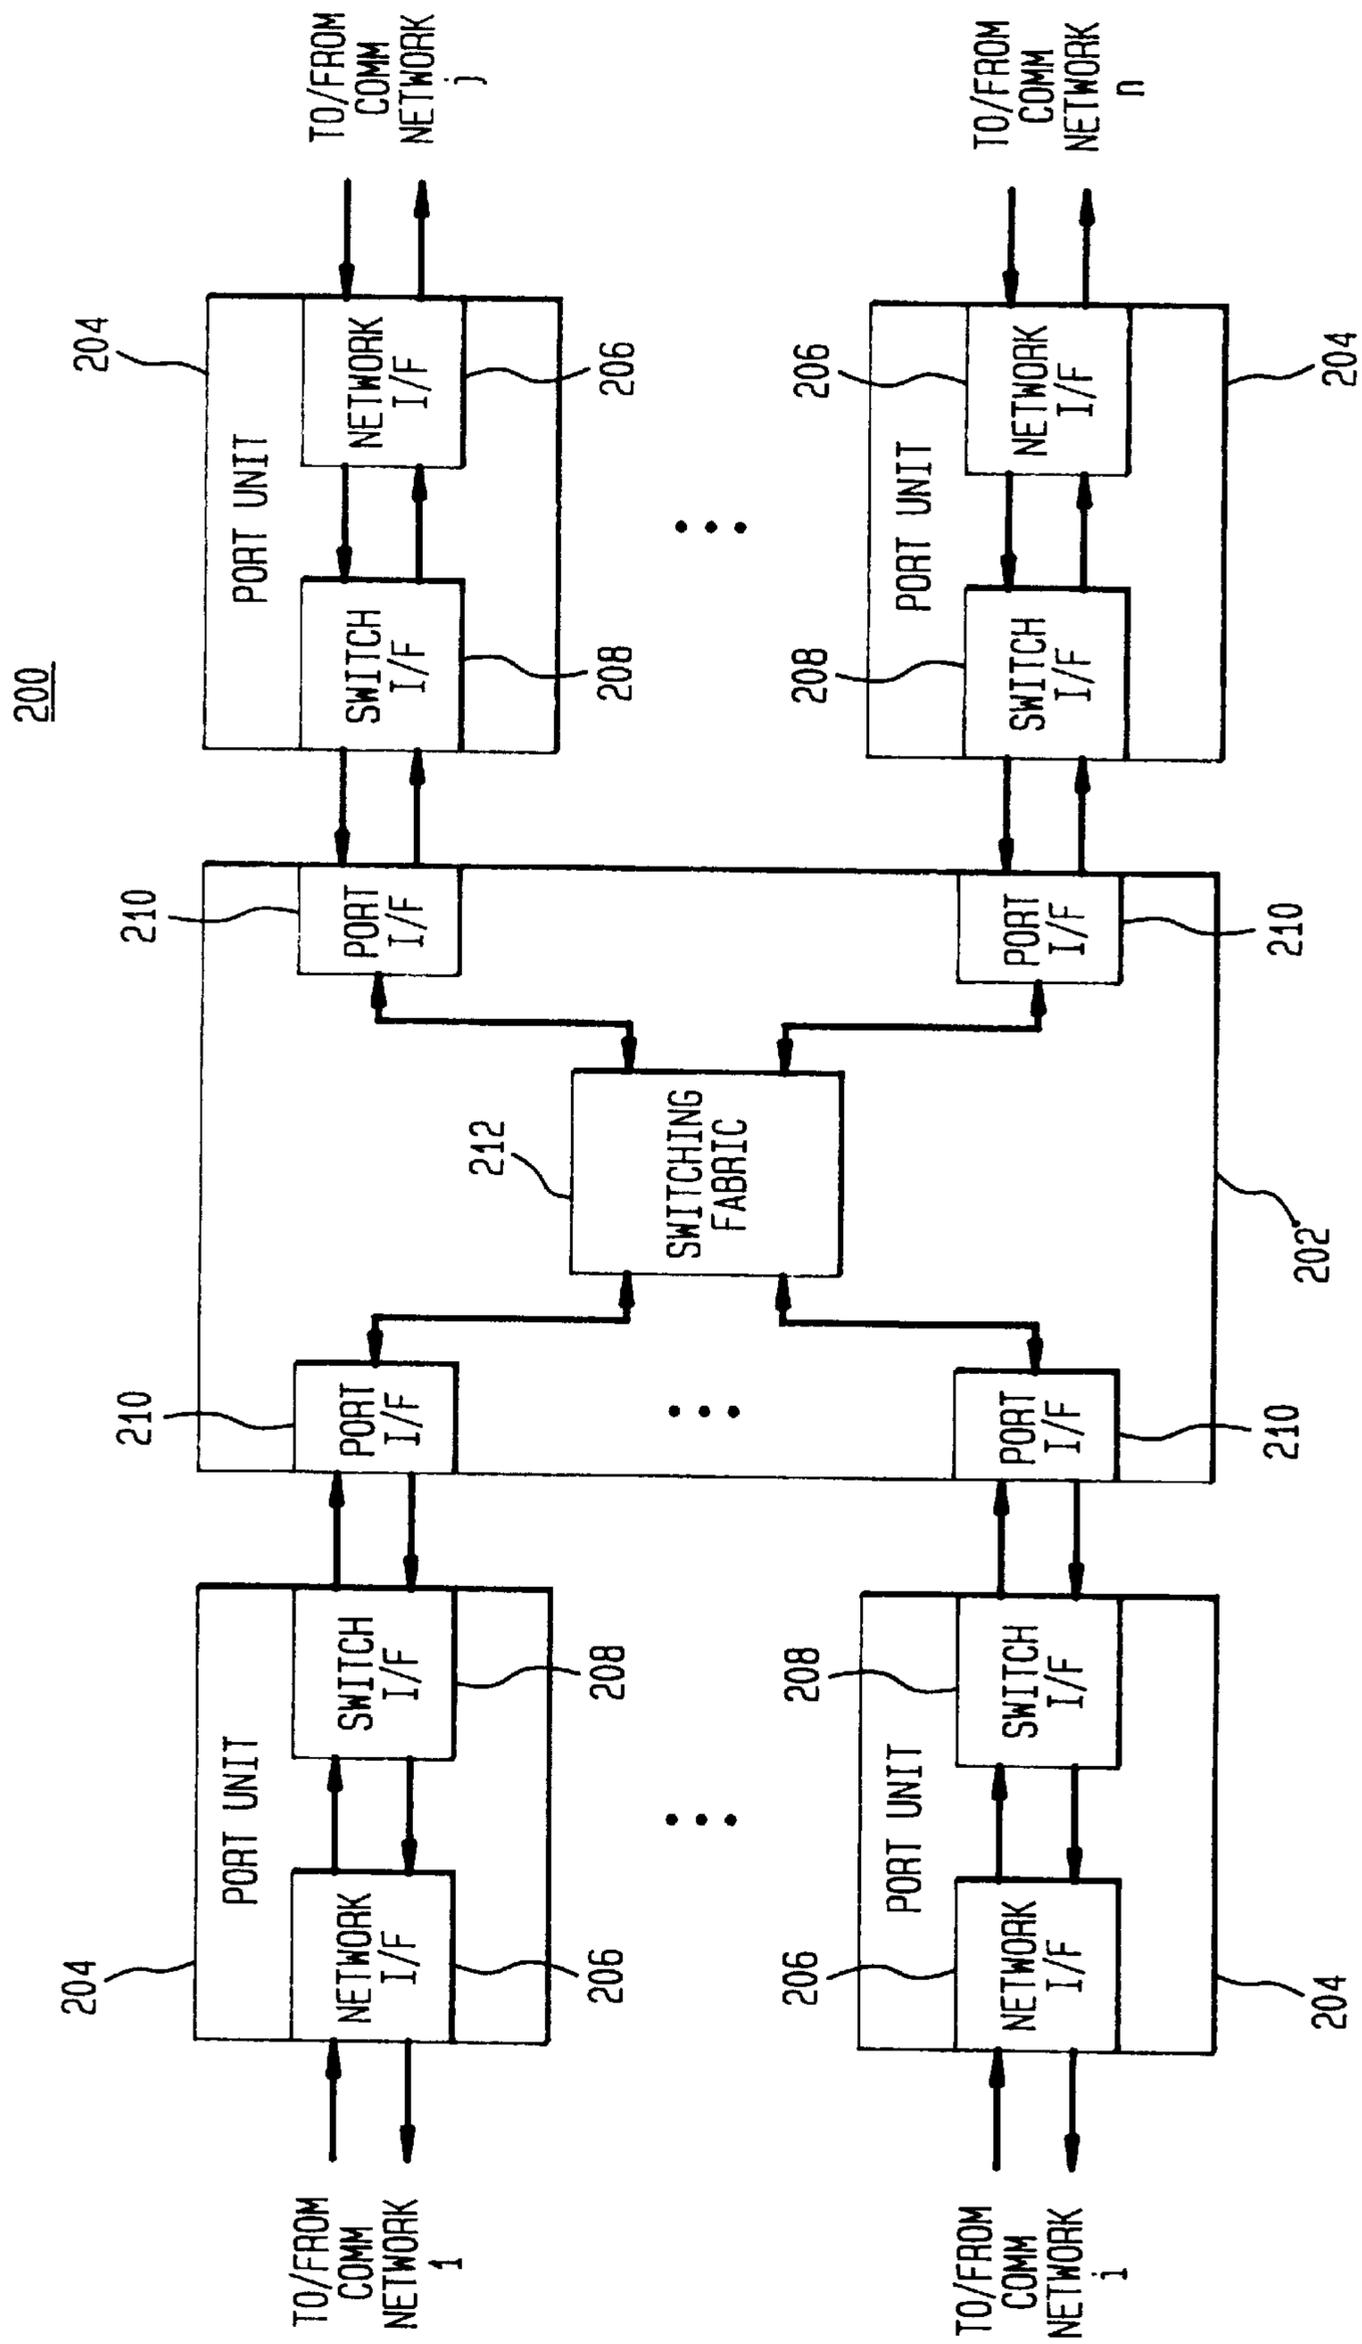 200
TO/FROM
COMM
NETWORK
1
204
PORT UNIT
NETWORK
I/F
206
SWITCH
I/F
208
210
PORT
I/F
212
SWITCHING
FABRIC
210
PORT
I/F
204
PORT UNIT
SWITCH
I/F
208
NETWORK
I/F
206
TO/FROM
COMM
NETWORK
j
TO/FROM
COMM
NETWORK
i
204
PORT UNIT
206
NETWORK
I/F
208
SWITCH
I/F
PORT
I/F
210
202
PORT
I/F
210
PORT UNIT
208
SWITCH
I/F
206
NETWORK
I/F
204
TO/FROM
COMM
NETWORK
n